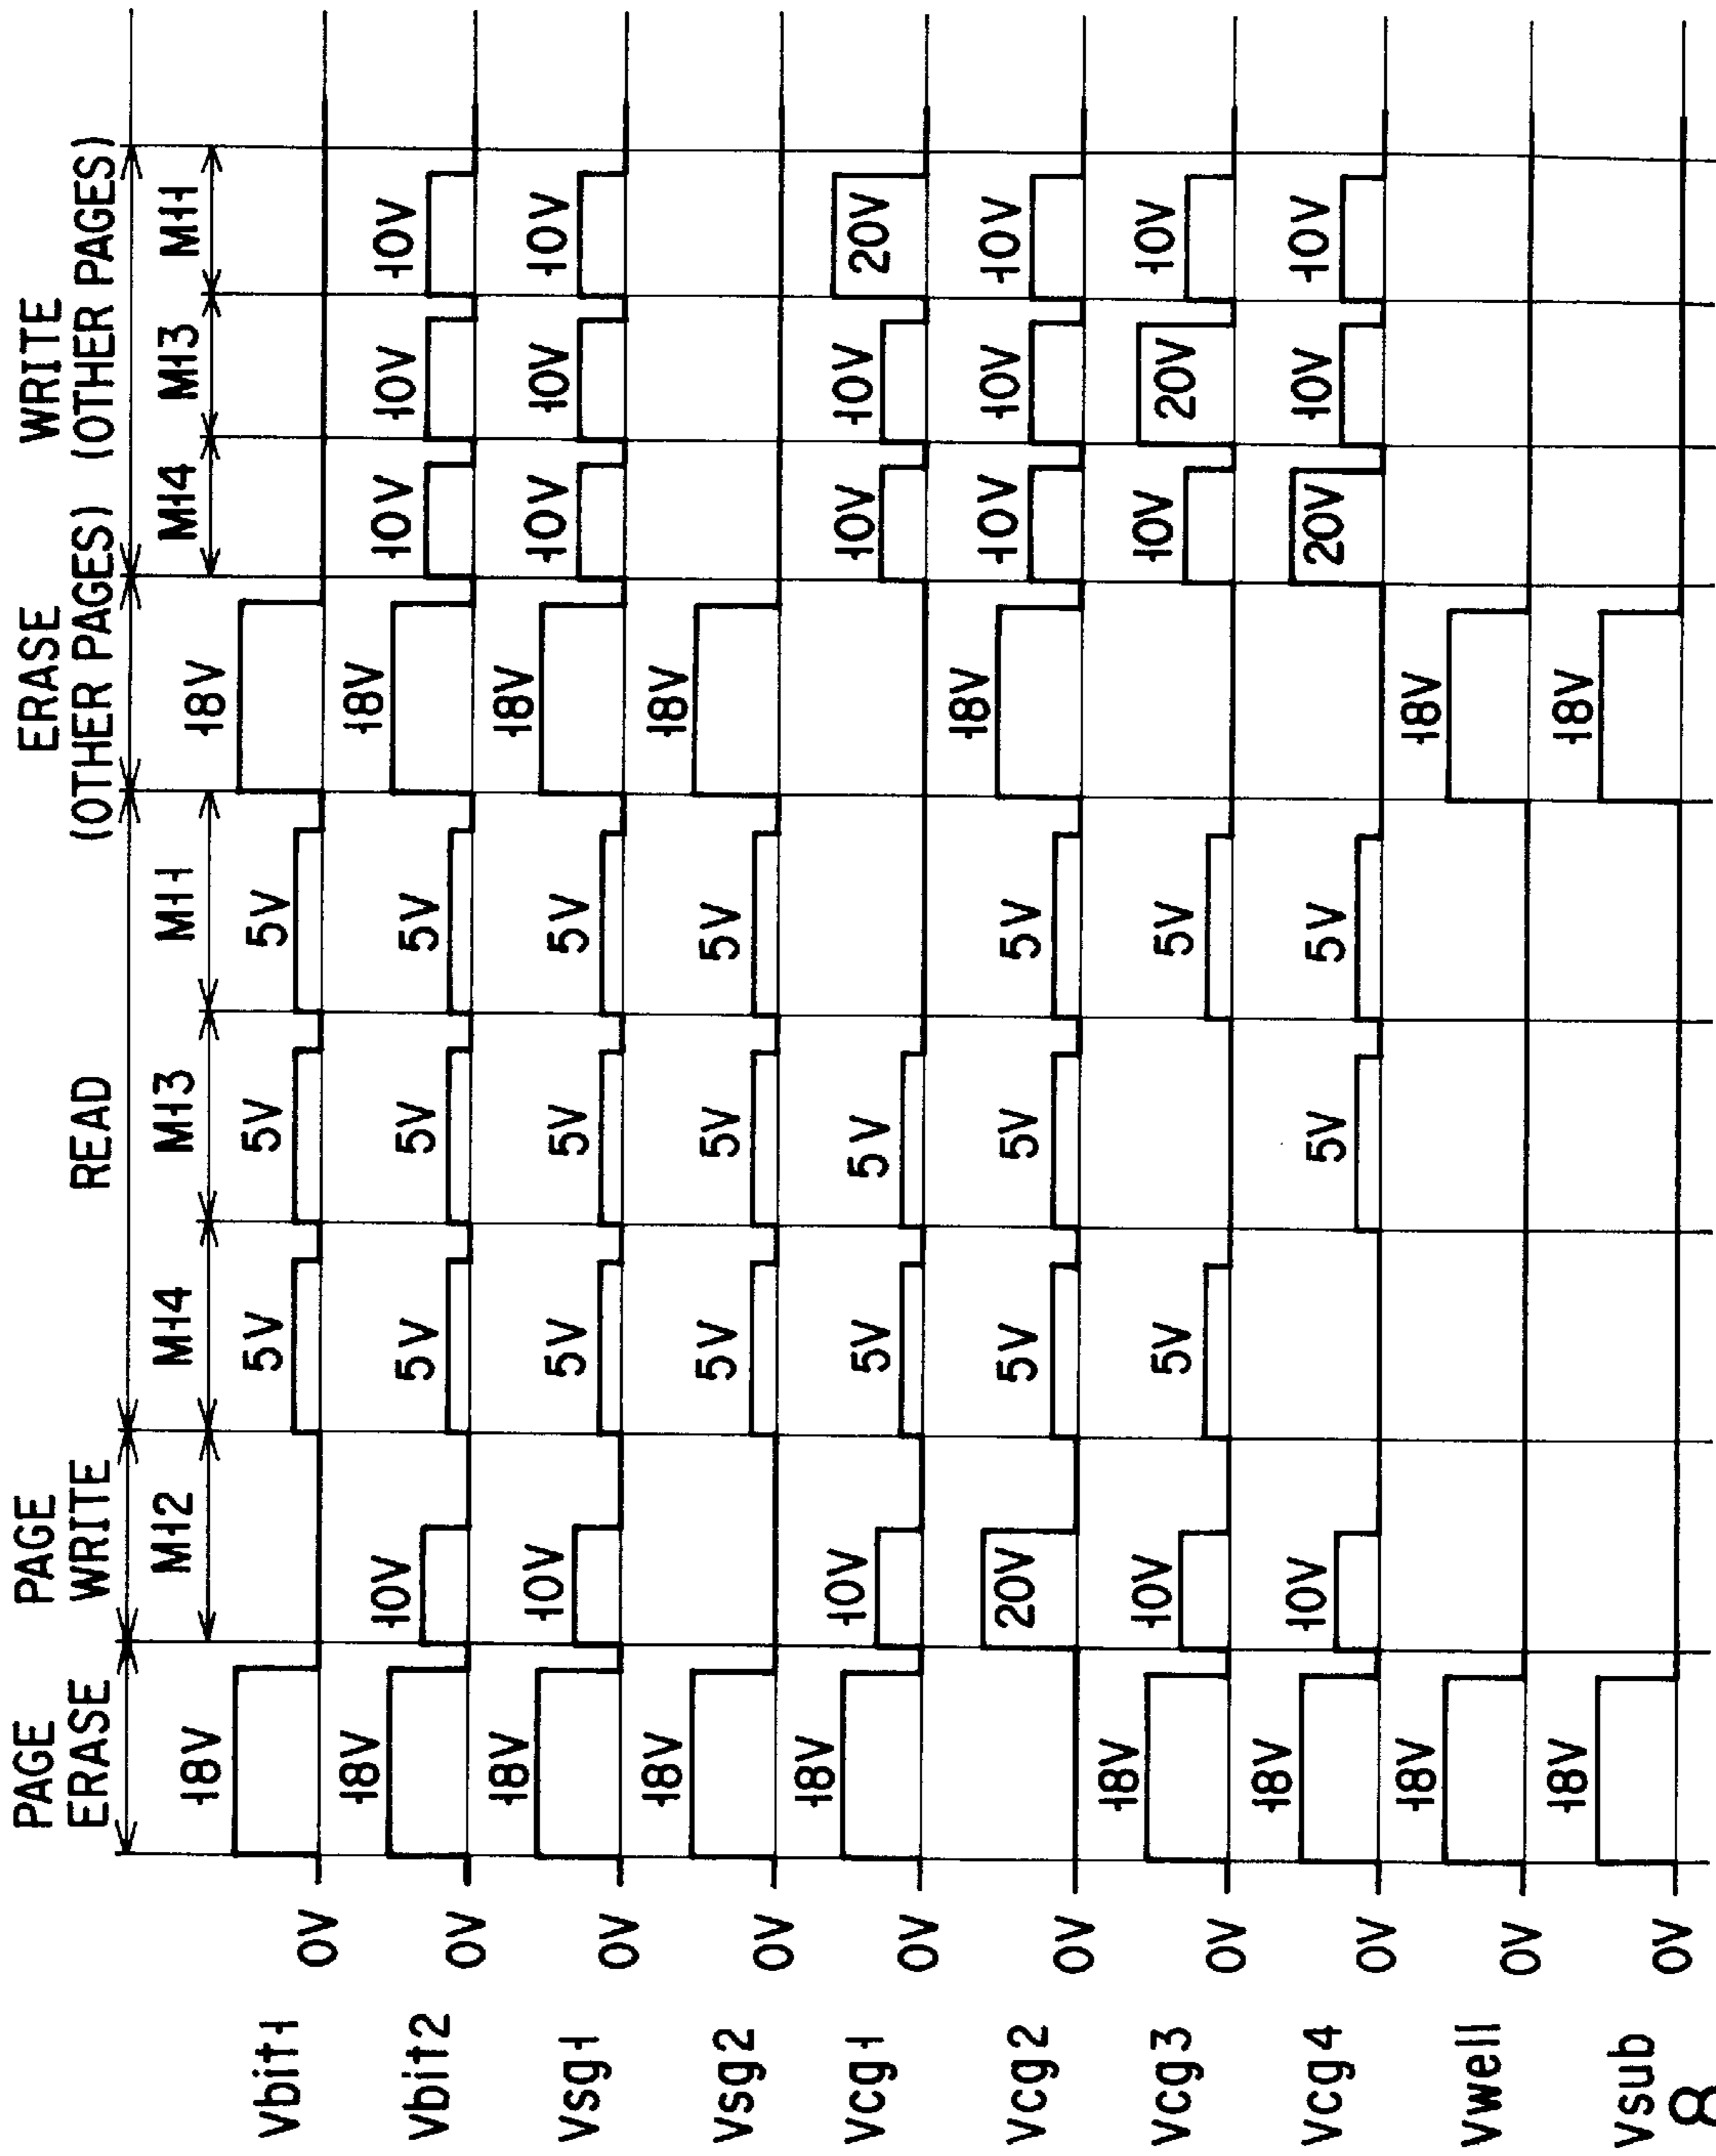 PAGE PAGE ERASE WRITE
ERASE WRITE READ (OTHER PAGES) (OTHER PAGES)
M12 M14 M13 M11 M14 M13 M11
Vbit1 0V 18V 5V 5V 5V 18V
Vbit2 0V 18V 10V 5V 5V 5V 18V 10V 10V 10V
Vsg1 0V 18V 10V 5V 5V 5V 18V 10V 10V 10V
Vsg2 0V 18V 5V 5V 5V 18V
Vcg1 0V 18V 10V 5V 5V 10V 10V 20V
Vcg2 0V 20V 5V 5V 5V 18V 10V 10V 10V
Vcg3 0V 18V 10V 5V 5V 10V 20V 10V
Vcg4 0V 18V 10V 5V 5V 20V 10V 10V
Vwell 0V 18V 18V
Vsub 0V 18V 18V